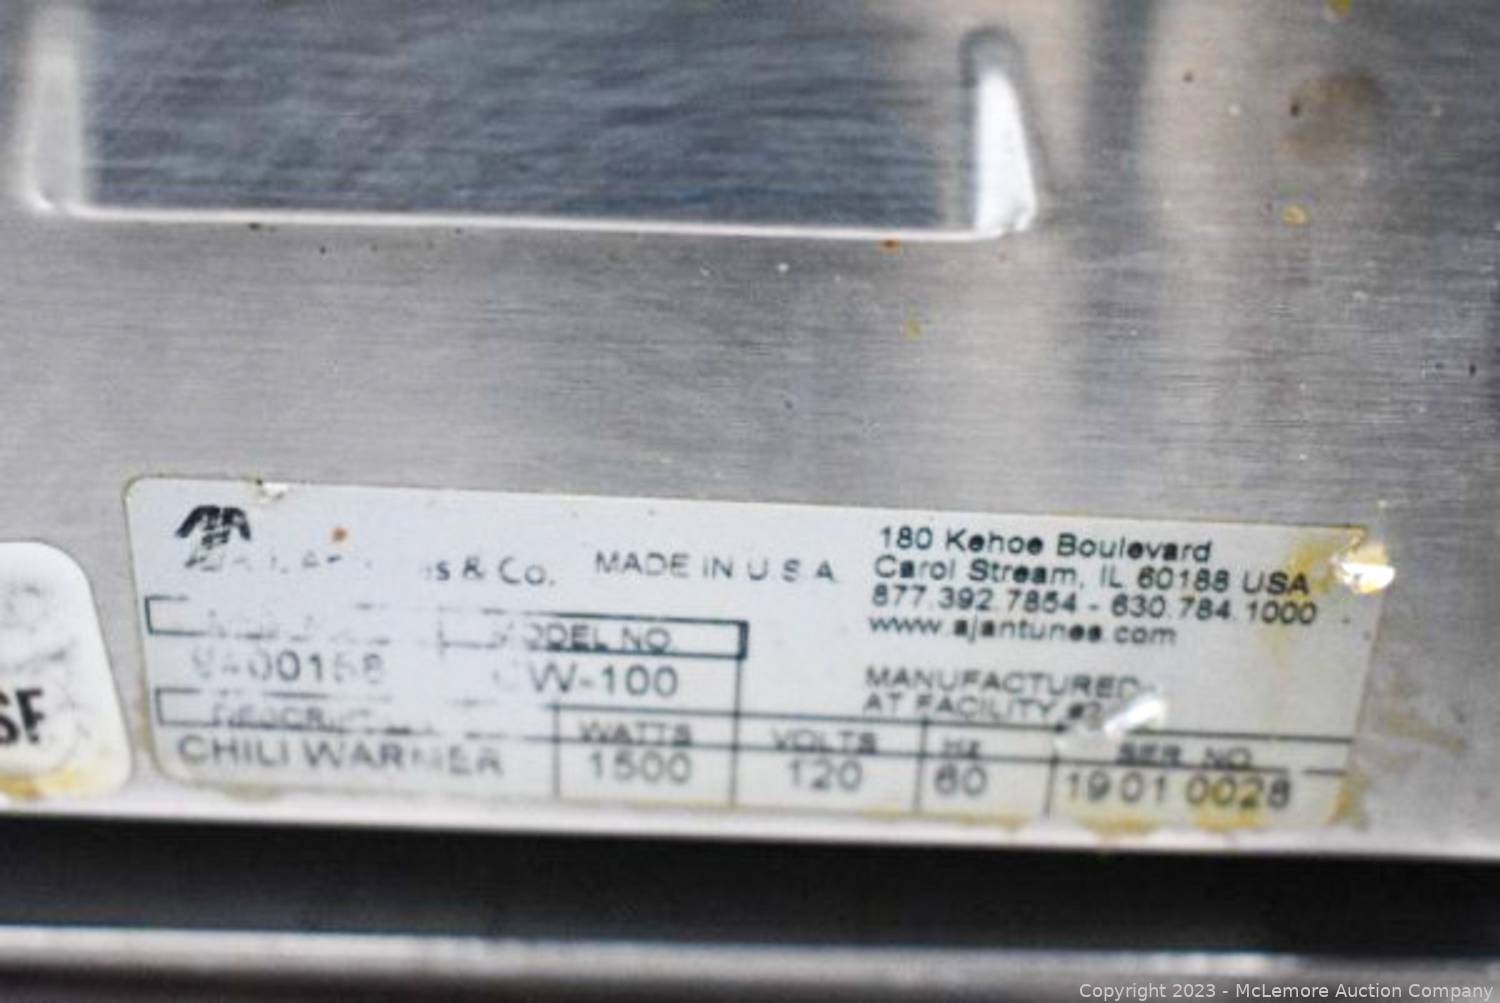 & Co. MADE IN U.S.A.
180 Kehoe Boulevard
Carol Stream, IL 60188 USA
877.392.7854 - 630.784.1000
www.ajantunes.com
MODEL NO.
W-100
MANUFACTURED
AT FACILITY
CHILI WARMER
WATTS
1500
VOLTS
120
Hz
60
SER. NO.
1901 0028
Copyright 2023 - McLemore Auction Company